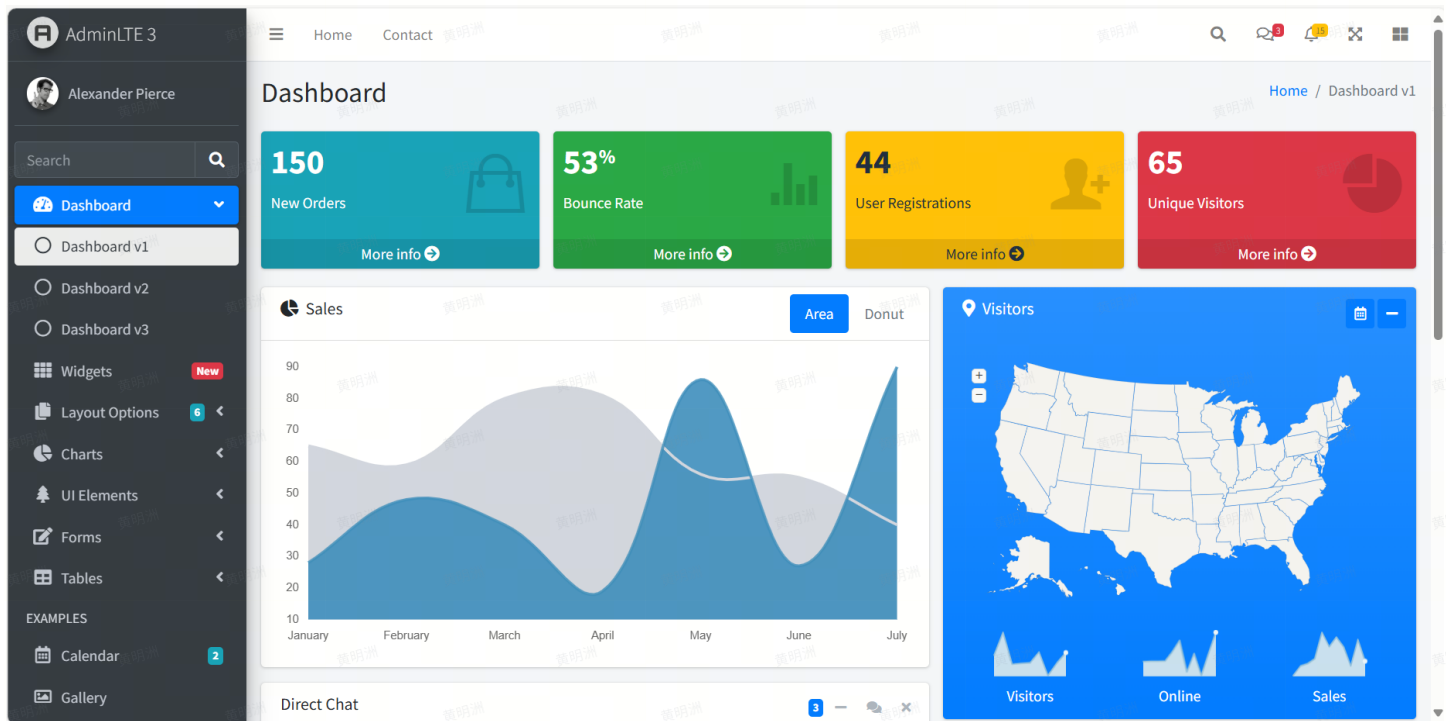 AdminLTE 3
Home Contact
3
15
Alexander Pierce
Search
Dashboard
Dashboard v1
Dashboard v2
Dashboard v3
Widgets New
Layout Options 6
Charts
UI Elements
Forms
Tables
EXAMPLES
Calendar 2
Gallery
Dashboard
Home / Dashboard v1
150
New Orders
More info
53%
Bounce Rate
More info
44
User Registrations
More info
65
Unique Visitors
More info
Sales
Area Donut
90
80
70
60
50
40
30
20
10
January February March April May June July
Visitors
+
−
Visitors Online Sales
Direct Chat 3
黄明洲